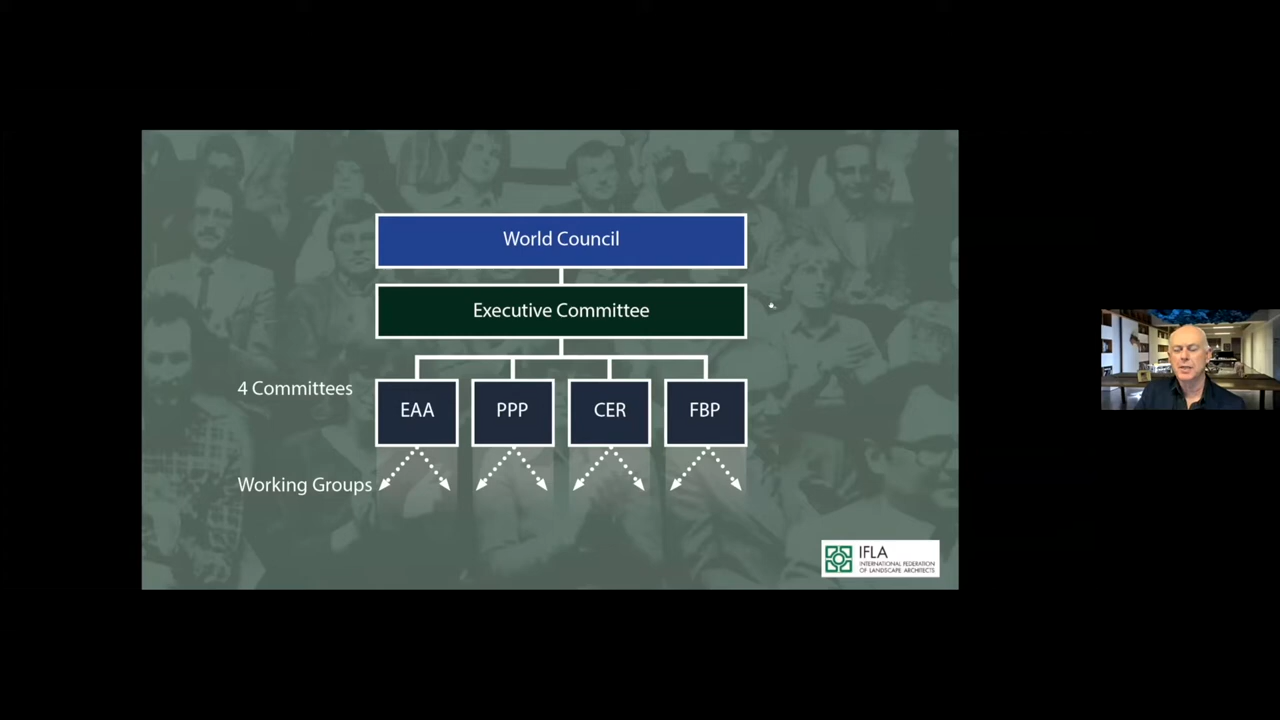 World Council
Executive Committee
4 Committees
EAA
PPP
CER
FBP
Working Groups
IFLA
INTERNATIONAL FEDERATION
OF LANDSCAPE ARCHITECTS